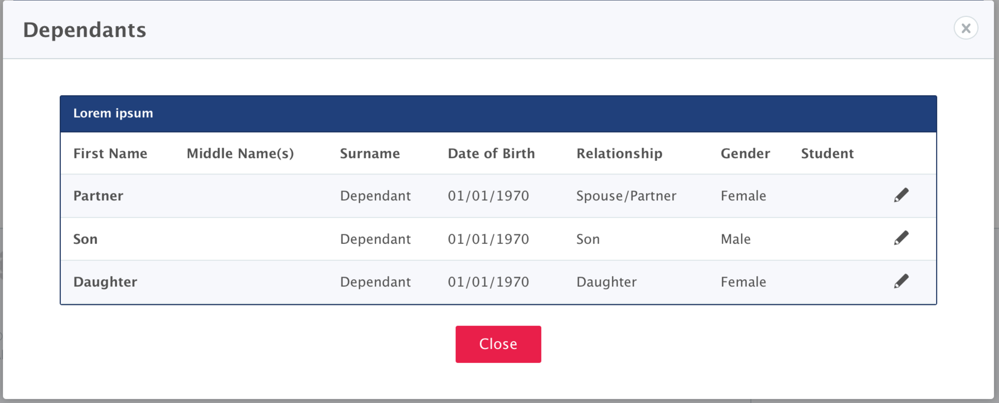 Dependants
Lorem ipsum
First Name Middle Name(s) Surname Date of Birth Relationship Gender Student
Partner Dependant 01/01/1970 Spouse/Partner Female
Son Dependant 01/01/1970 Son Male
Daughter Dependant 01/01/1970 Daughter Female
Close